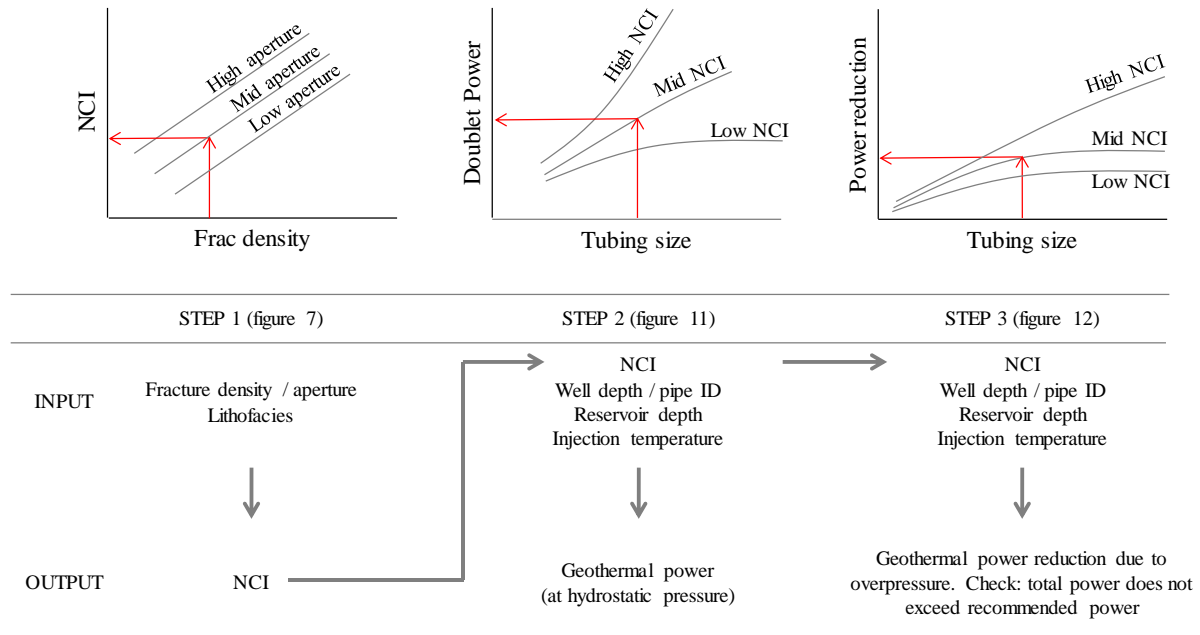 NCI
High aperture
Mid aperture
Low aperture
Frac density
Doublet Power
High NCI
Mid NCI
Low NCI
Tubing size
Power reduction
High NCI
Mid NCI
Low NCI
Tubing size
STEP 1 (figure 7)
STEP 2 (figure 11)
STEP 3 (figure 12)
INPUT
Fracture density / aperture
Lithofacies
NCI
Well depth / pipe ID
Reservoir depth
Injection temperature
NCI
Well depth / pipe ID
Reservoir depth
Injection temperature
OUTPUT
NCI
Geothermal power
(at hydrostatic pressure)
Geothermal power reduction due to
overpressure. Check: total power does not
exceed recommended power